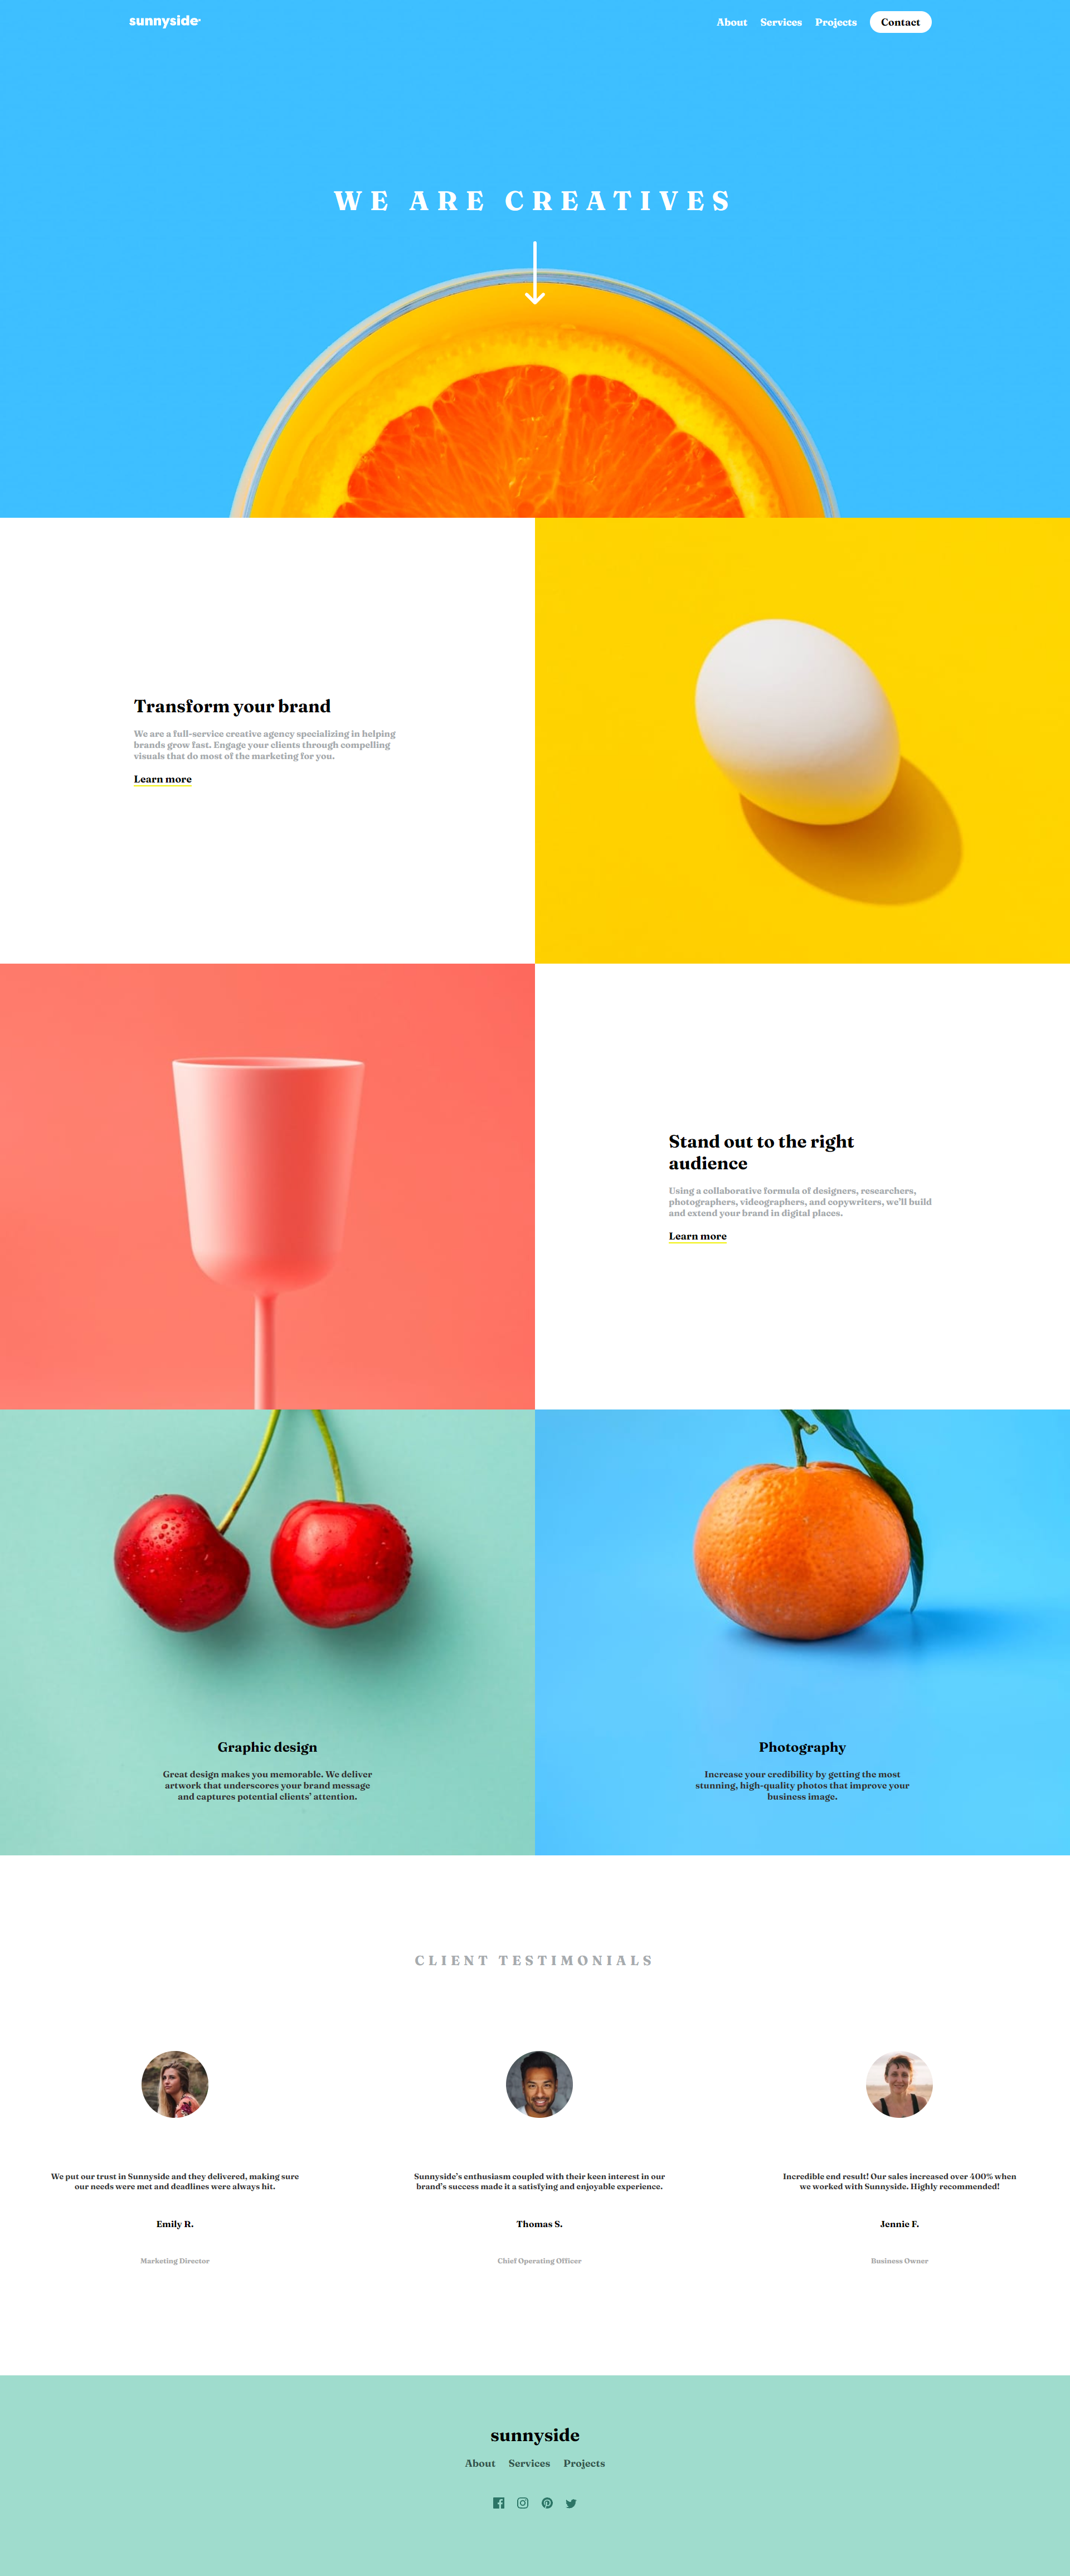 sunnyside
About Services Projects Contact
WE ARE CREATIVES
Transform your brand
We are a full-service creative agency specializing in helping
brands grow fast. Engage your clients through compelling
visuals that do most of the marketing for you.
Learn more
Stand out to the right
audience
Using a collaborative formula of designers, researchers,
photographers, videographers, and copywriters, we'll build
and extend your brand in digital places.
Learn more
Graphic design
Great design makes you memorable. We deliver
artwork that underscores your brand message
and captures potential clients' attention.
Photography
Increase your credibility by getting the most
stunning, high-quality photos that improve your
business image.
CLIENT TESTIMONIALS
We put our trust in Sunnyside and they delivered, making sure
our needs were met and deadlines were always hit.
Emily R.
Marketing Director
Sunnyside's enthusiasm coupled with their keen interest in our
brand's success made it a satisfying and enjoyable experience.
Thomas S.
Chief Operating Officer
Incredible end result! Our sales increased over 400% when
we worked with Sunnyside. Highly recommended!
Jennie F.
Business Owner
sunnyside
About Services Projects